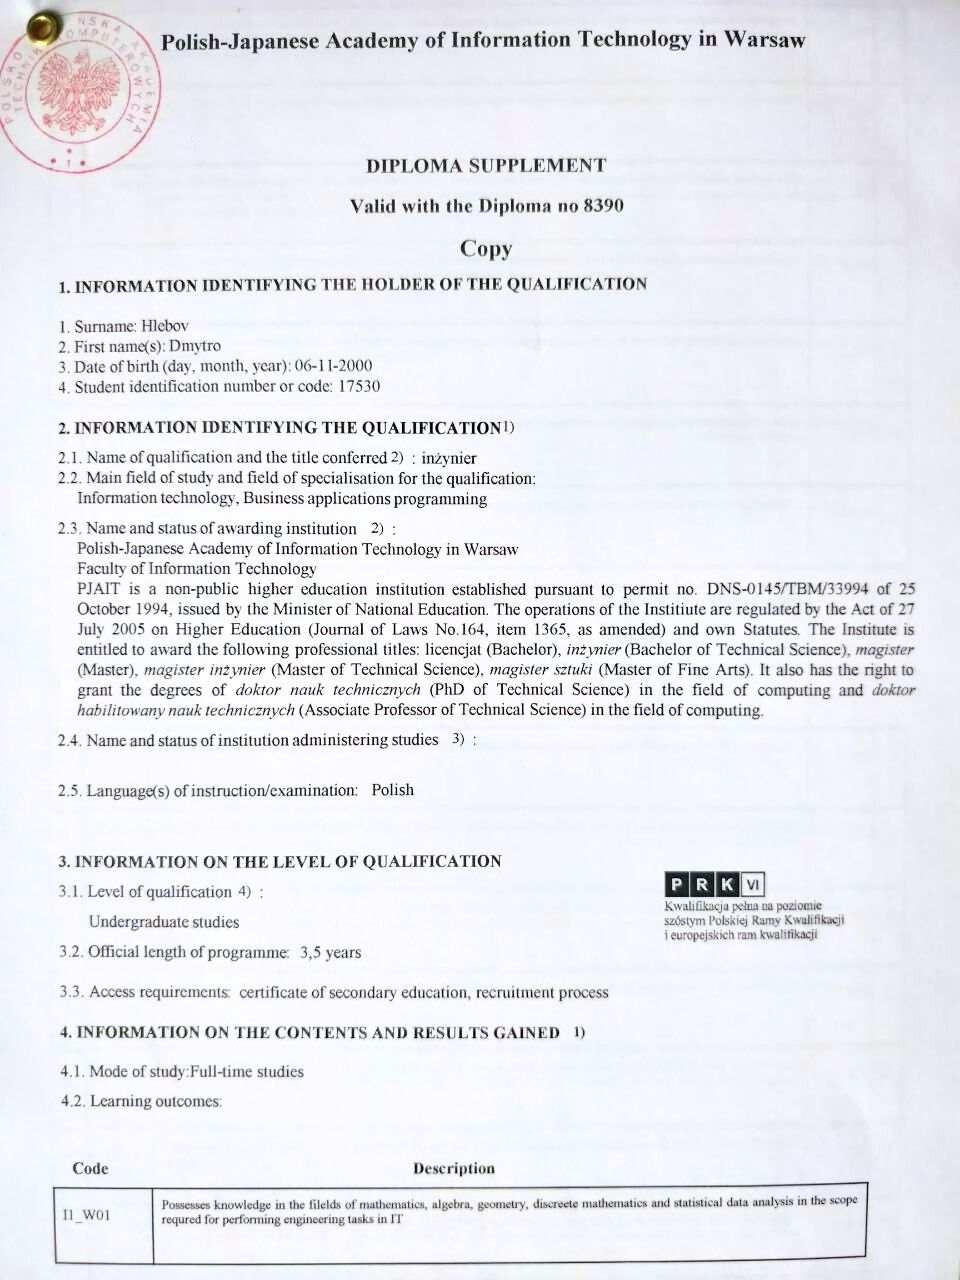 POLSKO JAPOŃSKA AKADEMIA
TECHNIK KOMPUTEROWYCH
* 1 *
Polish-Japanese Academy of Information Technology in Warsaw
DIPLOMA SUPPLEMENT
Valid with the Diploma no 8390
Copy
1. INFORMATION IDENTIFYING THE HOLDER OF THE QUALIFICATION
1. Surname: Hlebov
2. First name(s): Dmytro
3. Date of birth (day, month, year): 06-11-2000
4. Student identification number or code: 17530
2. INFORMATION IDENTIFYING THE QUALIFICATION1)
2.1. Name of qualification and the title conferred 2) : inżynier
2.2. Main field of study and field of specialisation for the qualification:
Information technology, Business applications programming
2.3. Name and status of awarding institution 2) :
Polish-Japanese Academy of Information Technology in Warsaw
Faculty of Information Technology
PJAIT is a non-public higher education institution established pursuant to permit no. DNS-0145/TBM/33994 of 25
October 1994, issued by the Minister of National Education. The operations of the Institiute are regulated by the Act of 27
July 2005 on Higher Education (Journal of Laws No.164, item 1365, as amended) and own Statutes. The Institute is
entitled to award the following professional titles: licencjat (Bachelor), inżynier (Bachelor of Technical Science), magister
(Master), magister inżynier (Master of Technical Science), magister sztuki (Master of Fine Arts). It also has the right to
grant the degrees of doktor nauk technicznych (PhD of Technical Science) in the field of computing and doktor
habilitowany nauk technicznych (Associate Professor of Technical Science) in the field of computing.
2.4. Name and status of institution administering studies 3) :
2.5. Language(s) of instruction/examination: Polish
3. INFORMATION ON THE LEVEL OF QUALIFICATION
3.1. Level of qualification 4) :
Undergraduate studies
PRK VI
Kwalifikacja pełna na poziomie
szóstym Polskiej Ramy Kwalifikacji
i europejskich ram kwalifikacji
3.2. Official length of programme: 3,5 years
3.3. Access requirements: certificate of secondary education, recruitment process
4. INFORMATION ON THE CONTENTS AND RESULTS GAINED 1)
4.1. Mode of study:Full-time studies
4.2. Learning outcomes:
Code Description
I1_W01 Possesses knowledge in the filelds of mathematics, algebra, geometry, discreete mathematics and statistical data analysis in the scope
requred for performing engineering tasks in IT